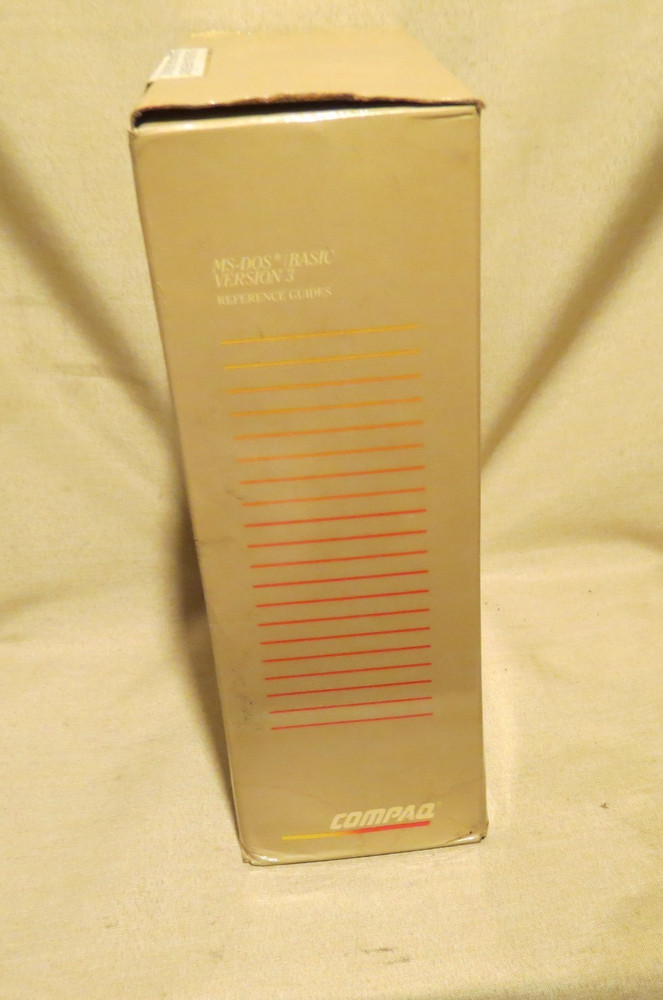 MS-DOS®/BASIC
VERSION 3
REFERENCE GUIDES
COMPAQ